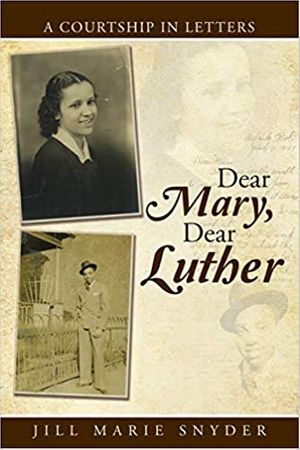 A COURTSHIP IN LETTERS
Dear
Mary,
Dear
Luther
JILL MARIE SNYDER